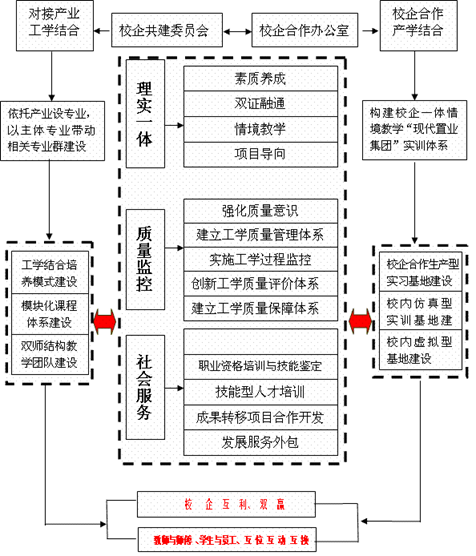 对接产业
工学结合
校企共建委员会
校企合作办公室
校企合作
产学结合
依托产业设专业，
以主体专业带动
相关专业群建设
构建校企一体情
境教学“现代置业
集团”实训体系
理实一体
素质养成
双证融通
情境教学
项目导向
质量监控
强化质量意识
建立工学质量管理体系
实施工学过程监控
创新工学质量评价体系
建立工学质量保障体系
社会服务
职业资格培训与技能鉴定
技能型人才培训
成果转移项目合作开发
发展服务外包
工学结合培
养模式建设
模块化课程
体系建设
双师结构教
学团队建设
校企合作生产型
实习基地建设
校内仿真型
实训基地建
校内虚拟型
基地建设
校企互利、双赢
教师与师傅、学生与员工、互位互动互接